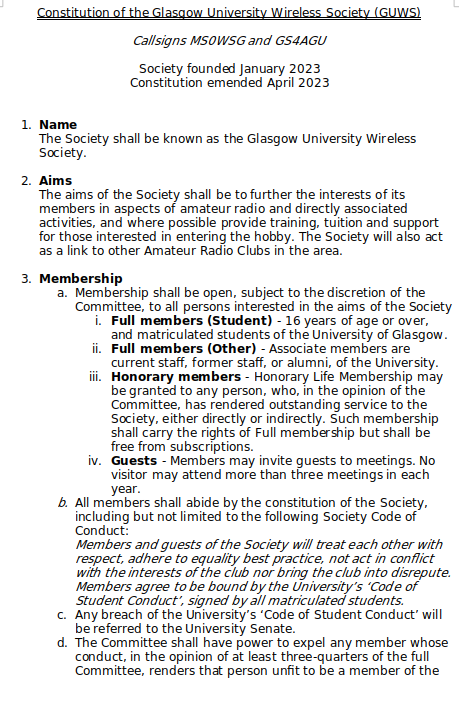 Constitution of the Glasgow University Wireless Society (GUWS)
Callsigns MS0WSG and GS4AGU
Society founded January 2023
Constitution emended April 2023
1. Name
The Society shall be known as the Glasgow University Wireless
Society.
2. Aims
The aims of the Society shall be to further the interests of its
members in aspects of amateur radio and directly associated
activities, and where possible provide training, tuition and support
for those interested in entering the hobby. The Society will also act
as a link to other Amateur Radio Clubs in the area.
3. Membership
a. Membership shall be open, subject to the discretion of the
Committee, to all persons interested in the aims of the Society
i. Full members (Student) - 16 years of age or over,
and matriculated students of the University of Glasgow.
ii. Full members (Other) - Associate members are
current staff, former staff, or alumni, of the University.
iii. Honorary members - Honorary Life Membership may
be granted to any person, who, in the opinion of the
Committee, has rendered outstanding service to the
Society, either directly or indirectly. Such membership
shall carry the rights of Full membership but shall be
free from subscriptions.
iv. Guests - Members may invite guests to meetings. No
visitor may attend more than three meetings in each
year.
b. All members shall abide by the constitution of the Society,
including but not limited to the following Society Code of
Conduct:
Members and guests of the Society will treat each other with
respect, adhere to equality best practice, not act in conflict
with the interests of the club nor bring the club into disrepute.
Members agree to be bound by the University's ‘Code of
Student Conduct’, signed by all matriculated students.
c. Any breach of the University's ‘Code of Student Conduct’ will
be referred to the University Senate.
d. The Committee shall have power to expel any member whose
conduct, in the opinion of at least three-quarters of the full
Committee, renders that person unfit to be a member of the